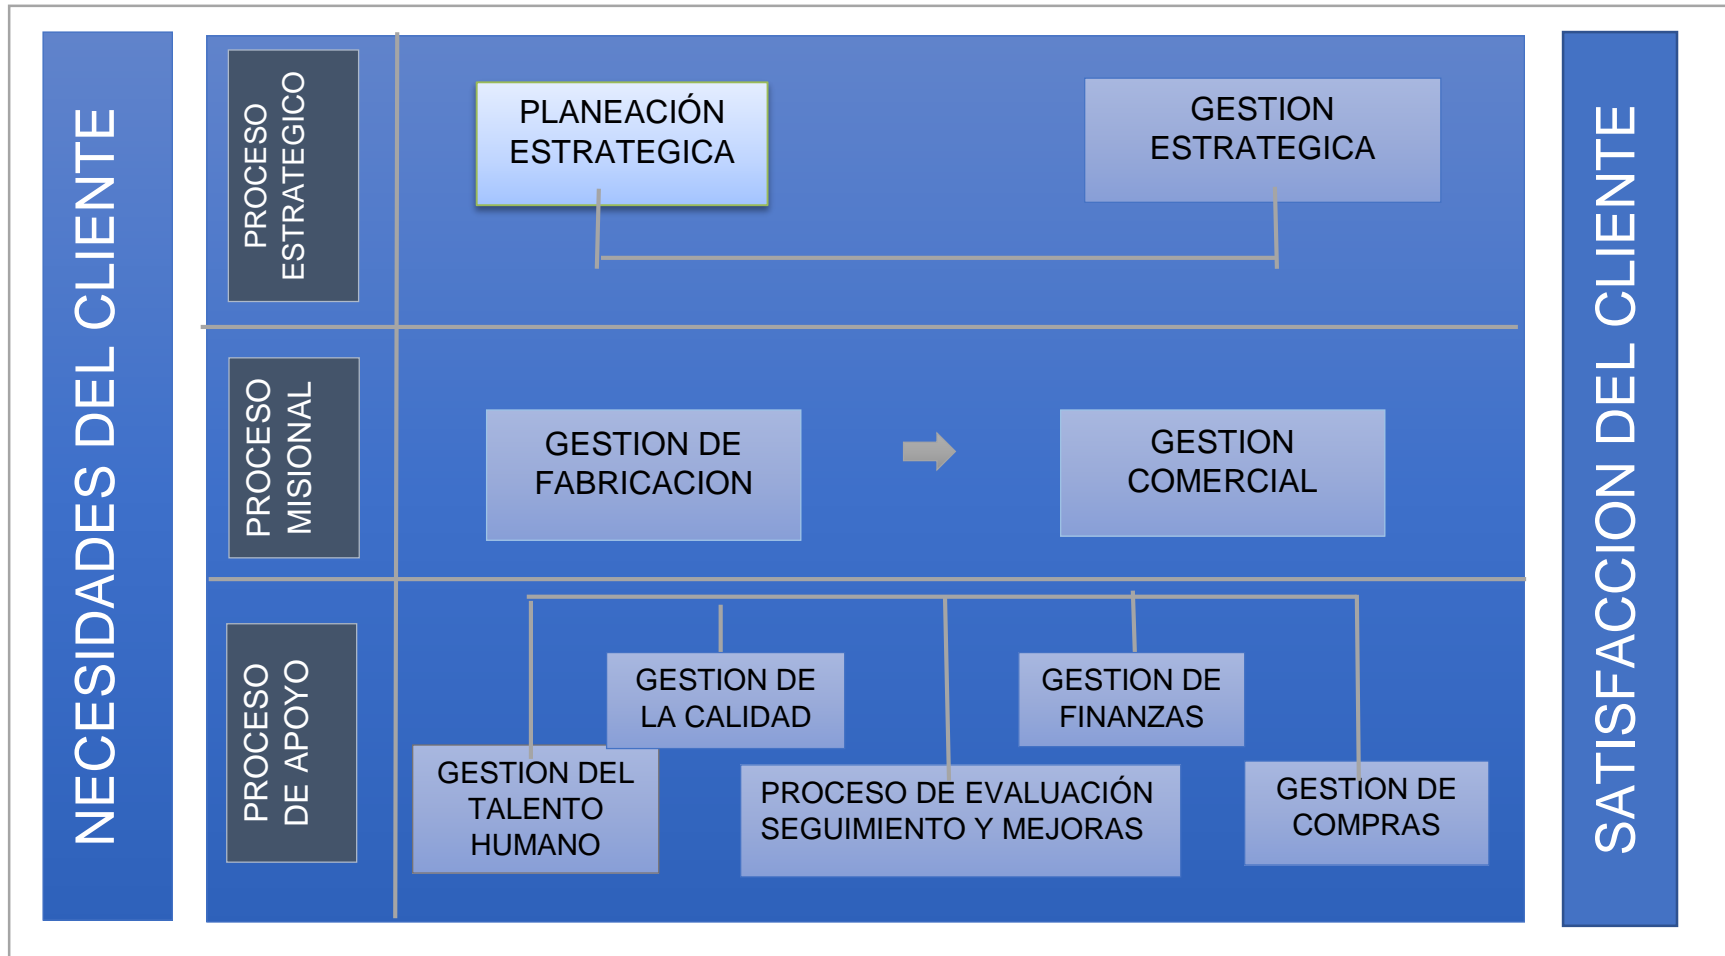 NECESIDADES DEL CLIENTE
PROCESO
ESTRATEGICO
PLANEACIÓN
ESTRATEGICA
GESTION
ESTRATEGICA
PROCESO
MISIONAL
GESTION DE
FABRICACION
GESTION
COMERCIAL
PROCESO
DE APOYO
GESTION DEL
TALENTO
HUMANO
GESTION DE
LA CALIDAD
PROCESO DE EVALUACIÓN
SEGUIMIENTO Y MEJORAS
GESTION DE
FINANZAS
GESTION DE
COMPRAS
SATISFACCION DEL CLIENTE